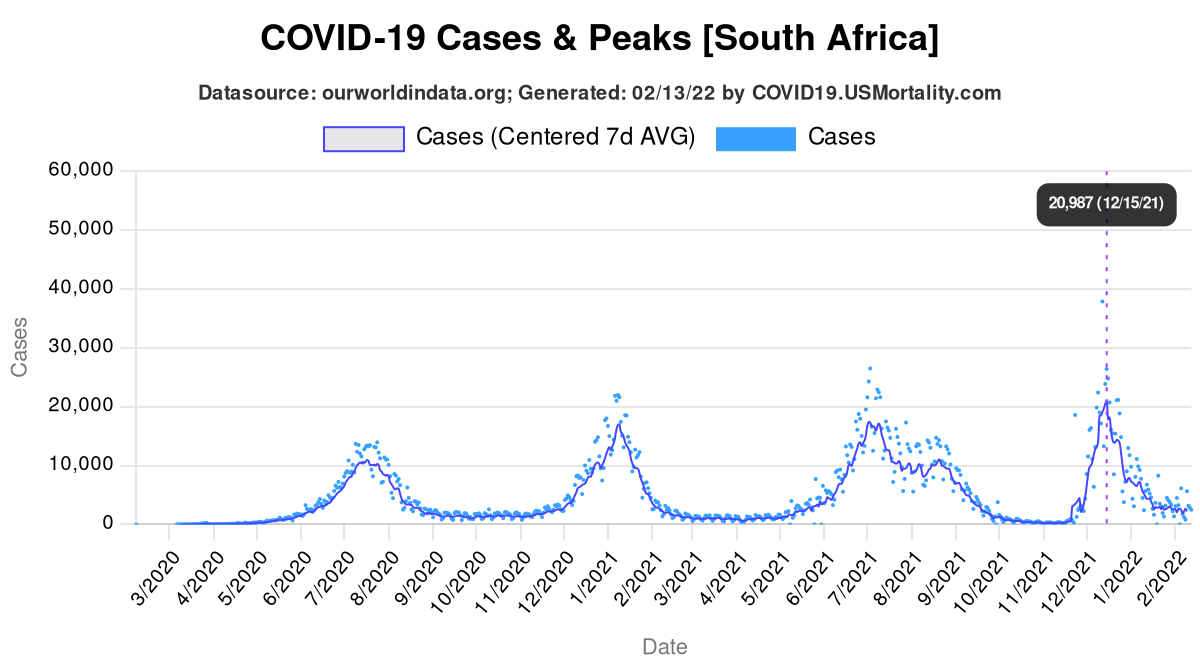 COVID-19 Cases & Peaks [South Africa]
Datasource: ourworldindata.org; Generated: 02/13/22 by COVID19.USMortality.com
Cases (Centered 7d AVG) Cases
60,000
20,987 (12/15/21)
50,000
40,000
30,000
20,000
10,000
0
Cases
3/2020 4/2020 5/2020 6/2020 7/2020 8/2020 9/2020 10/2020 11/2020 12/2020 1/2021 2/2021 3/2021 4/2021 5/2021 6/2021 7/2021 8/2021 9/2021 10/2021 11/2021 12/2021 1/2022 2/2022
Date